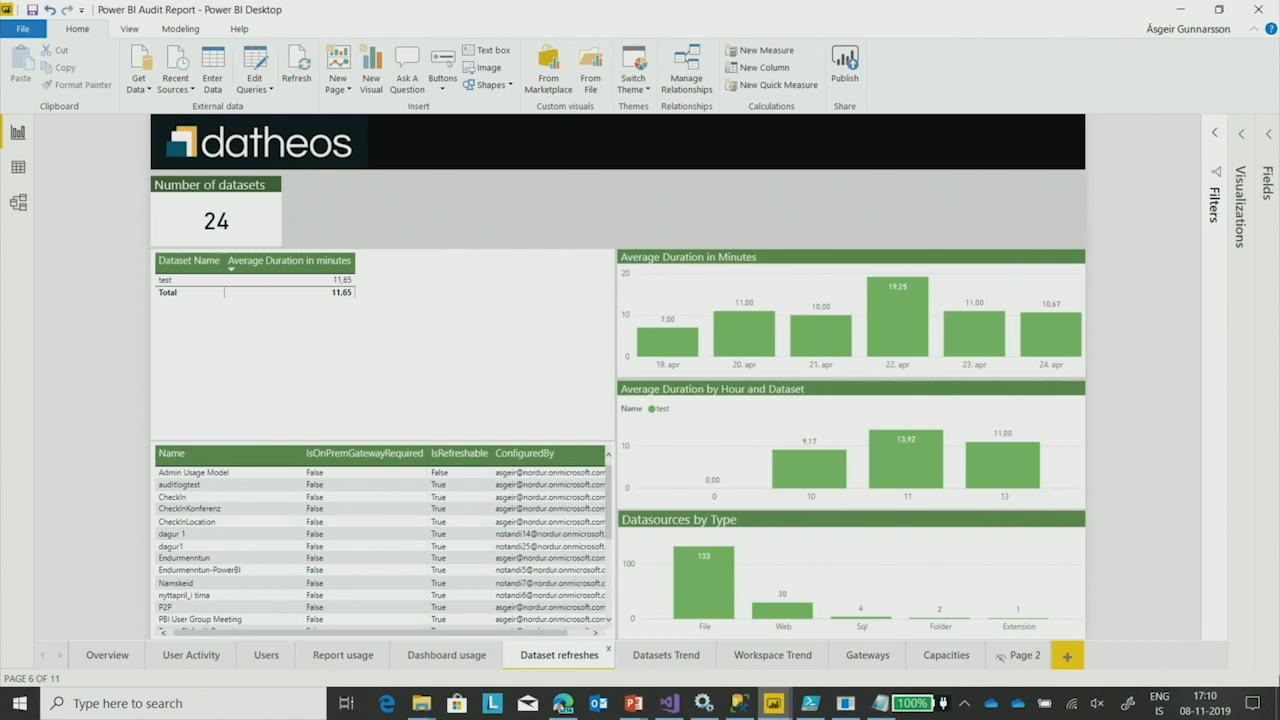 Power BI Audit Report - Power BI Desktop
File Home View Modeling Help Ásgeir Gunnarsson
Paste Cut Copy Format Painter
Get Data Recent Sources Enter Data Edit Queries Refresh
New Page New Visual Ask A Question Buttons Text box Image Shapes
From Marketplace From File Switch Theme Manage Relationships
New Measure New Column New Quick Measure Publish
Clipboard External data Insert Custom visuals Themes Relationships Calculations Share
datheos
Number of datasets
24
Dataset Name Average Duration in minutes
test 11,65
Total 11,65
Average Duration in Minutes
20
10
0
7,00 11,00 10,00 19,25 11,00 10,67
19. apr 20. apr 21. apr 22. apr 23. apr 24. apr
Average Duration by Hour and Dataset
Name test
10
0
0,00 9,17 13,92 11,00
0 10 11 13
Datasources by Type
100
0
133 30 4 2 1
File Web Sql Folder Extension
Name IsOnPremGatewayRequired IsRefreshable ConfiguredBy
Admin Usage Model False False asgeir@nordur.onmicrosoft.com
auditlogtest False True asgeir@nordur.onmicrosoft.com
CheckIn False True asgeir@nordur.onmicrosoft.com
CheckInKonferenz False True asgeir@nordur.onmicrosoft.com
CheckInLocation False True asgeir@nordur.onmicrosoft.com
dagur 1 False True notandi14@nordur.onmicrosoft.
dagur1 False True notandi25@nordur.onmicrosoft.
Endurmenntun False True asgeir@nordur.onmicrosoft.com
Endurmenntun-PowerBI False True notandi5@nordur.onmicrosoft.c
Namskeid False True notandi7@nordur.onmicrosoft.c
nyttapril_i tima False True notandi6@nordur.onmicrosoft.c
P2P False True asgeir@nordur.onmicrosoft.com
PBI User Group Meeting False True asgeir@nordur.onmicrosoft.com
Filters
Visualizations
Fields
Overview User Activity Users Report usage Dashboard usage Dataset refreshes Datasets Trend Workspace Trend Gateways Capacities Page 2
PAGE 6 OF 11
Type here to search
100%
ENG
IS
17:10
08-11-2019